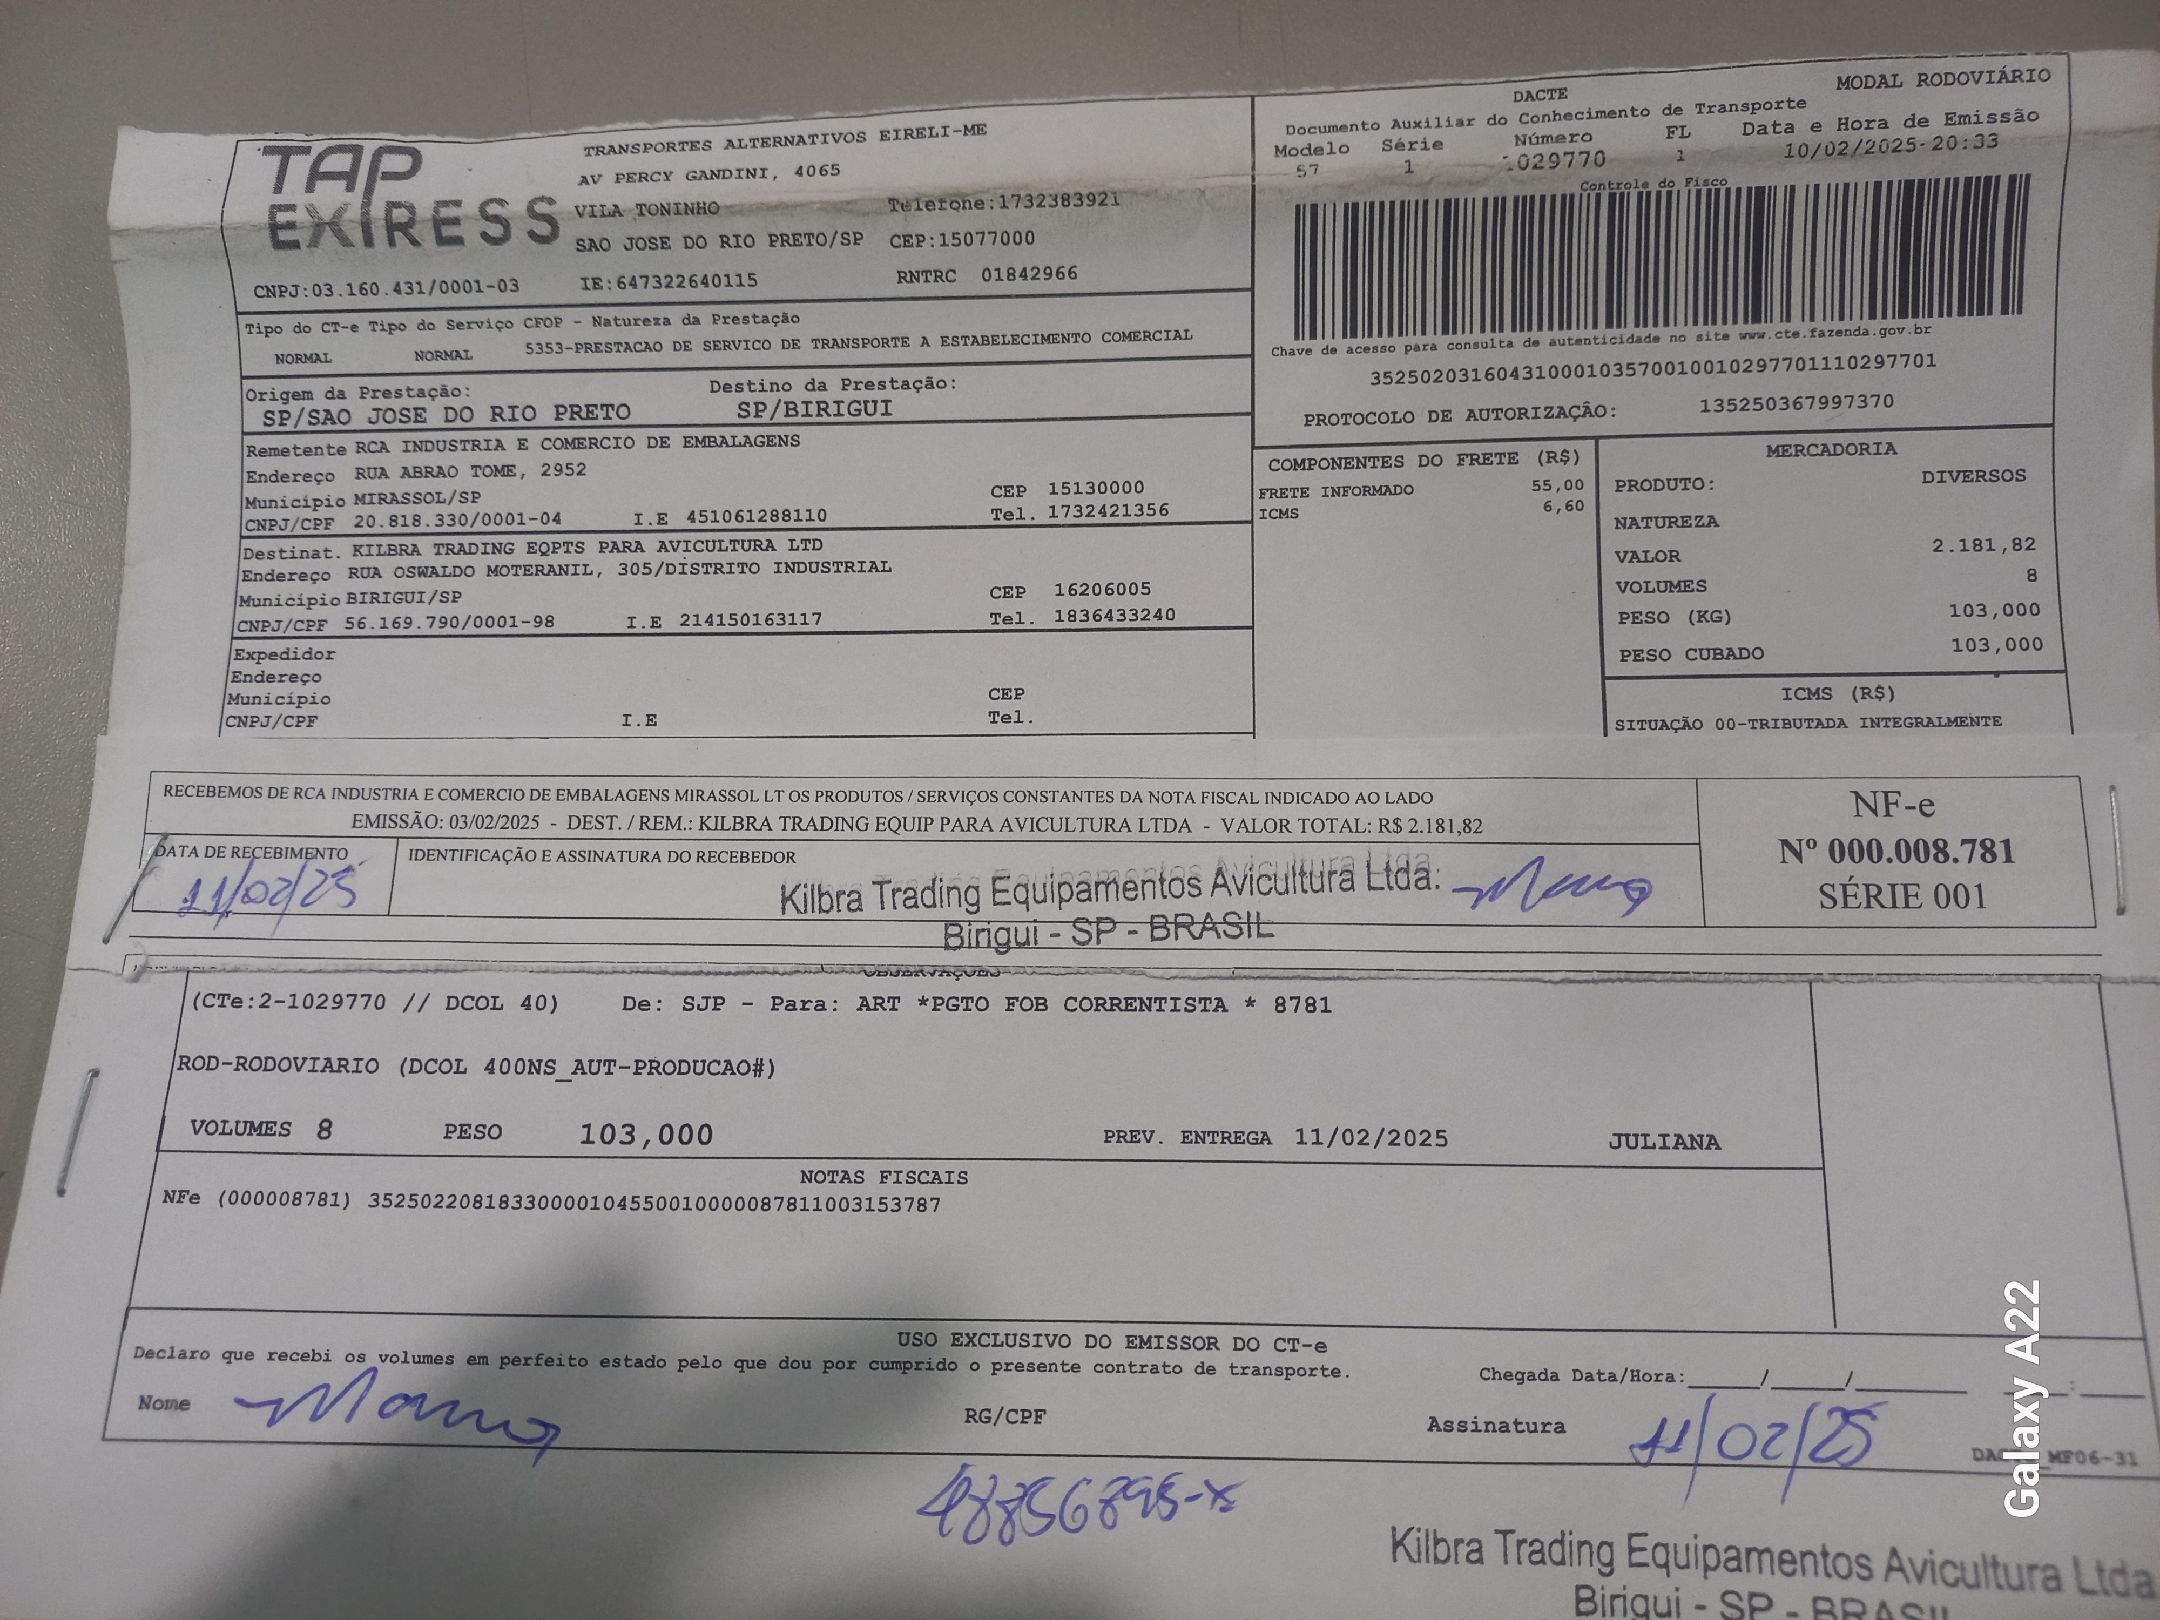 TAP
EXPRESS
TRANSPORTES ALTERNATIVOS EIRELI-ME
AV PERCY GANDINI, 4065
VILA TONINHO Telefone:1732383921
SAO JOSE DO RIO PRETO/SP CEP:15077000
CNPJ:03.160.431/0001-03 IE:647322640115 RNTRC 01842966
MODAL RODOVIÁRIO
DACTE
Documento Auxiliar do Conhecimento de Transporte
Modelo Série Número FL Data e Hora de Emissão
57 1 1029770 1 10/02/2025-20:33
Controle do Fisco
Chave de acesso para consulta de autenticidade no site www.cte.fazenda.gov.br
35250203160431000103570010010297701110297701
PROTOCOLO DE AUTORIZAÇÃO: 135250367997370
Tipo do CT-e Tipo do Serviço CFOP - Natureza da Prestação
NORMAL NORMAL 5353-PRESTACAO DE SERVICO DE TRANSPORTE A ESTABELECIMENTO COMERCIAL
Origem da Prestação: Destino da Prestação:
SP/SAO JOSE DO RIO PRETO SP/BIRIGUI
Remetente RCA INDUSTRIA E COMERCIO DE EMBALAGENS
Endereço RUA ABRAO TOME, 2952
Município MIRASSOL/SP CEP 15130000
CNPJ/CPF 20.818.330/0001-04 I.E 451061288110 Tel. 1732421356
Destinat. KILBRA TRADING EQPTS PARA AVICULTURA LTD
Endereço RUA OSWALDO MOTERANIL, 305/DISTRITO INDUSTRIAL
Município BIRIGUI/SP CEP 16206005
CNPJ/CPF 56.169.790/0001-98 I.E 214150163117 Tel. 1836433240
Expedidor
Endereço
Município CEP
CNPJ/CPF I.E Tel.
COMPONENTES DO FRETE (R$)
FRETE INFORMADO 55,00
ICMS 6,60
MERCADORIA
PRODUTO: DIVERSOS
NATUREZA
VALOR 2.181,82
VOLUMES 8
PESO (KG) 103,000
PESO CUBADO 103,000
ICMS (R$)
SITUAÇÃO 00-TRIBUTADA INTEGRALMENTE
RECEBEMOS DE RCA INDUSTRIA E COMERCIO DE EMBALAGENS MIRASSOL LT OS PRODUTOS / SERVIÇOS CONSTANTES DA NOTA FISCAL INDICADO AO LADO
EMISSÃO: 03/02/2025 - DEST. / REM.: KILBRA TRADING EQUIP PARA AVICULTURA LTDA - VALOR TOTAL: R$ 2.181,82
DATA DE RECEBIMENTO IDENTIFICAÇÃO E ASSINATURA DO RECEBEDOR
11/02/25
Kilbra Trading Equipamentos Avicultura Ltda.
Birigui - SP - BRASIL
NF-e
Nº 000.008.781
SÉRIE 001
OBSERVAÇÕES
(CTe:2-1029770 // DCOL 40) De: SJP - Para: ART *PGTO FOB CORRENTISTA * 8781
ROD-RODOVIARIO (DCOL 400NS_AUT-PRODUCAO#)
VOLUMES 8 PESO 103,000 PREV. ENTREGA 11/02/2025 JULIANA
NOTAS FISCAIS
NFe (000008781) 35250220818330000104550010000087811003153787
USO EXCLUSIVO DO EMISSOR DO CT-e
Declaro que recebi os volumes em perfeito estado pelo que dou por cumprido o presente contrato de transporte.
Chegada Data/Hora:_____/_____/________ __:_____
Nome RG/CPF Assinatura 11/02/25
MF06-31
Kilbra Trading Equipamentos Avicultura Ltda
Birigui - SP - BRASIL
Galaxy A22